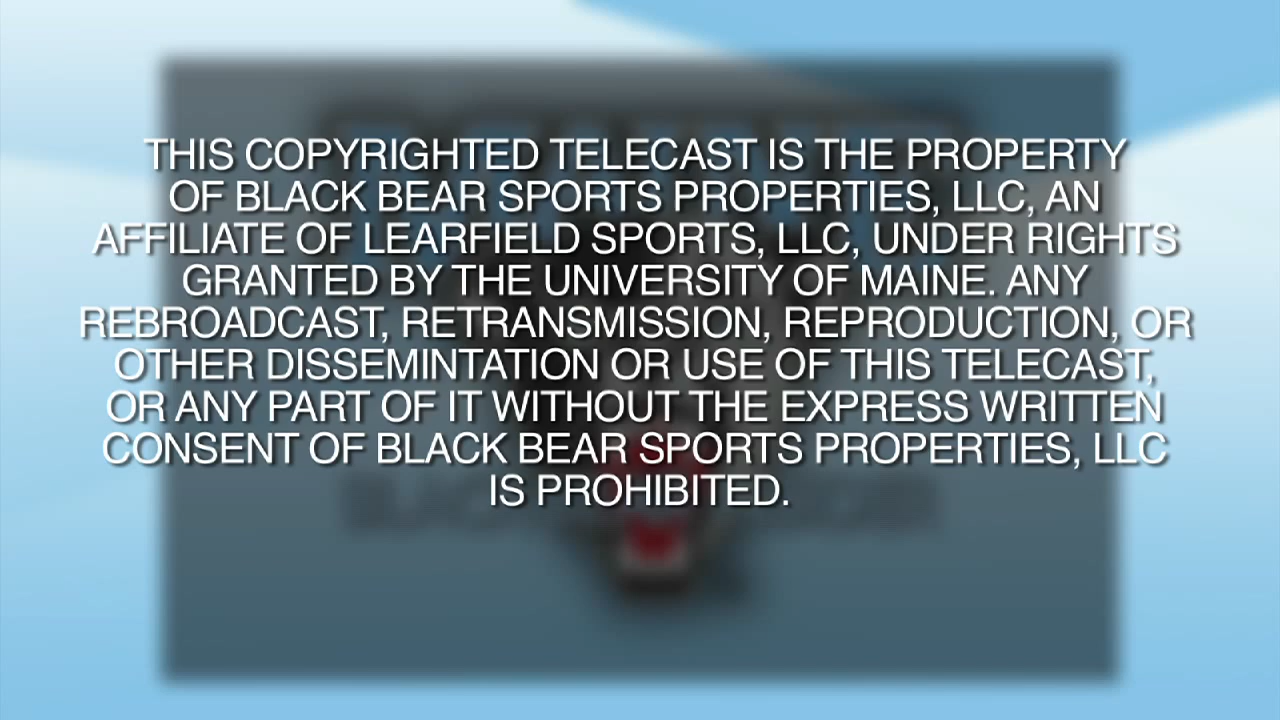 THIS COPYRIGHTED TELECAST IS THE PROPERTY
OF BLACK BEAR SPORTS PROPERTIES, LLC, AN
AFFILIATE OF LEARFIELD SPORTS, LLC, UNDER RIGHTS
GRANTED BY THE UNIVERSITY OF MAINE. ANY
REBROADCAST, RETRANSMISSION, REPRODUCTION, OR
OTHER DISSEMINTATION OR USE OF THIS TELECAST,
OR ANY PART OF IT WITHOUT THE EXPRESS WRITTEN
CONSENT OF BLACK BEAR SPORTS PROPERTIES, LLC
IS PROHIBITED.